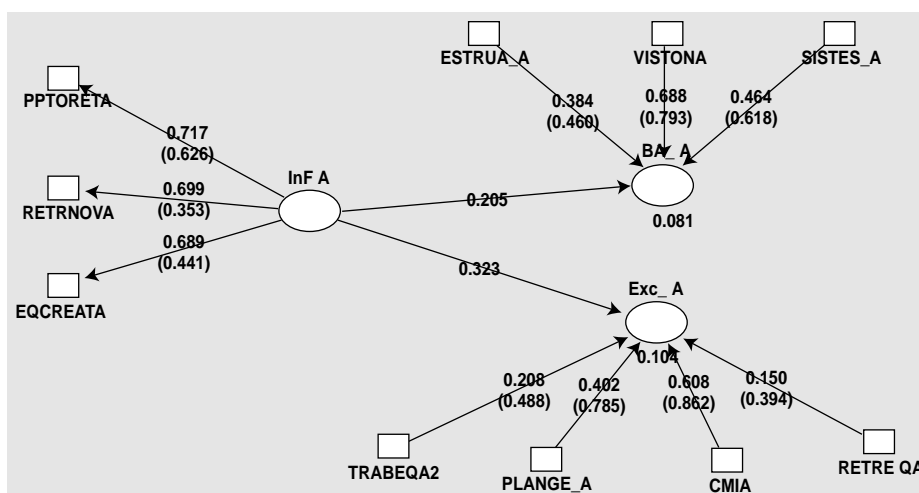 ESTRUA_A
VISTONA
SISTES_A
PPTORETA
0.384
(0.460)
0.688
(0.793)
0.464
(0.618)
0.717
(0.626)
BA_ A
InF A
0.699
(0.353)
RETRNOVA
0.205
0.081
0.689
(0.441)
0.323
EQCREATA
Exc_ A
0.104
0.208
(0.488)
0.402
(0.785)
0.608
(0.862)
0.150
(0.394)
TRABEQA2
PLANGE_A
CMIA
RETRE QA